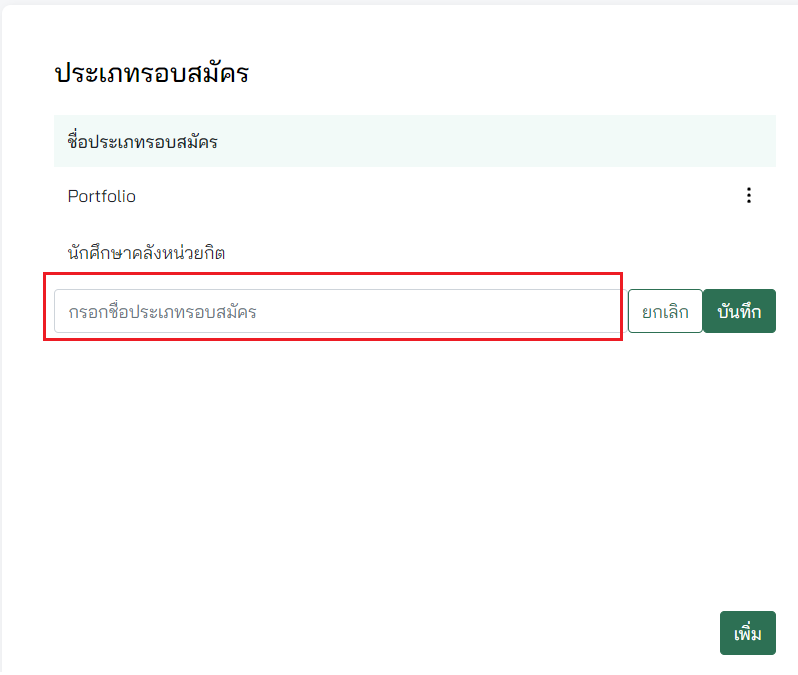 ประเภทรอบสมัคร
ชื่อประเภทรอบสมัคร
Portfolio
นักศึกษาคลังหน่วยกิต
กรอกชื่อประเภทรอบสมัคร
ยกเลิก
บันทึก
เพิ่ม